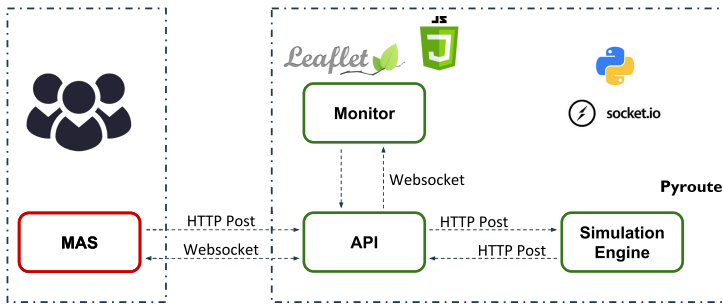 JS
Leaflet
Monitor
socket.io
Websocket
Pyroute
HTTP Post
HTTP Post
MAS
API
Simulation
Engine
Websocket
HTTP Post